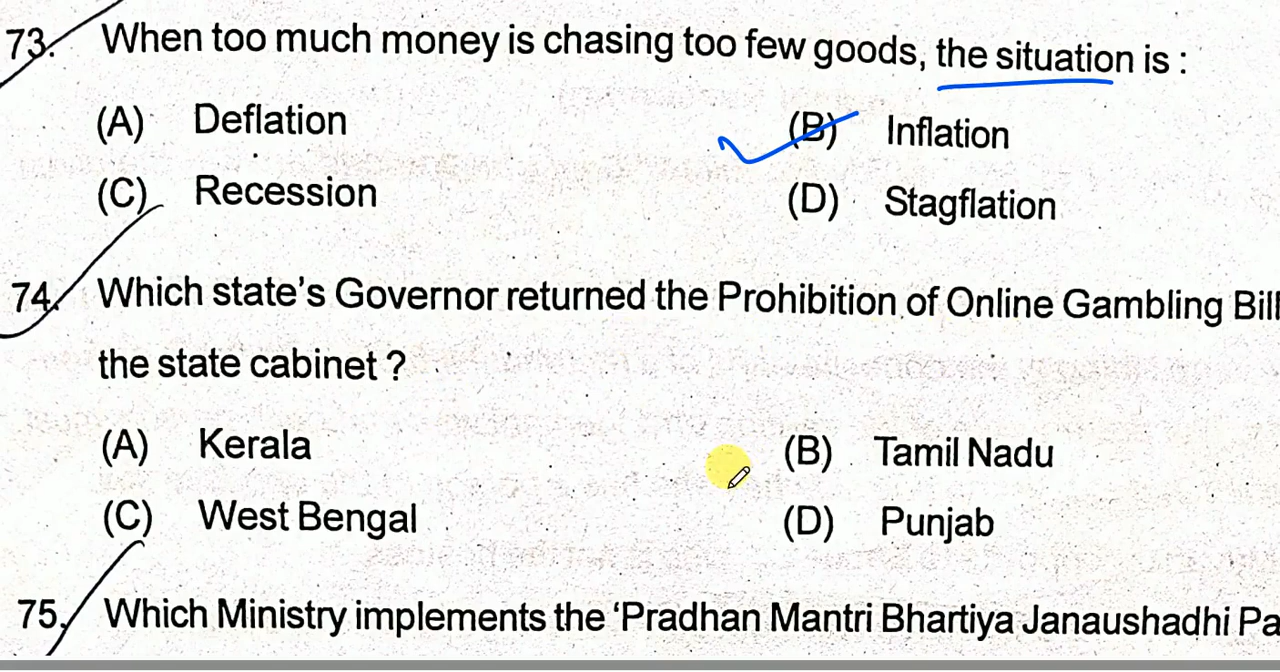 73. When too much money is chasing too few goods, the situation is :
(A) Deflation (B) Inflation
(C) Recession (D) Stagflation
74. Which state's Governor returned the Prohibition of Online Gambling Bill
the state cabinet ?
(A) Kerala (B) Tamil Nadu
(C) West Bengal (D) Punjab
75. Which Ministry implements the 'Pradhan Mantri Bhartiya Janaushadhi Pa